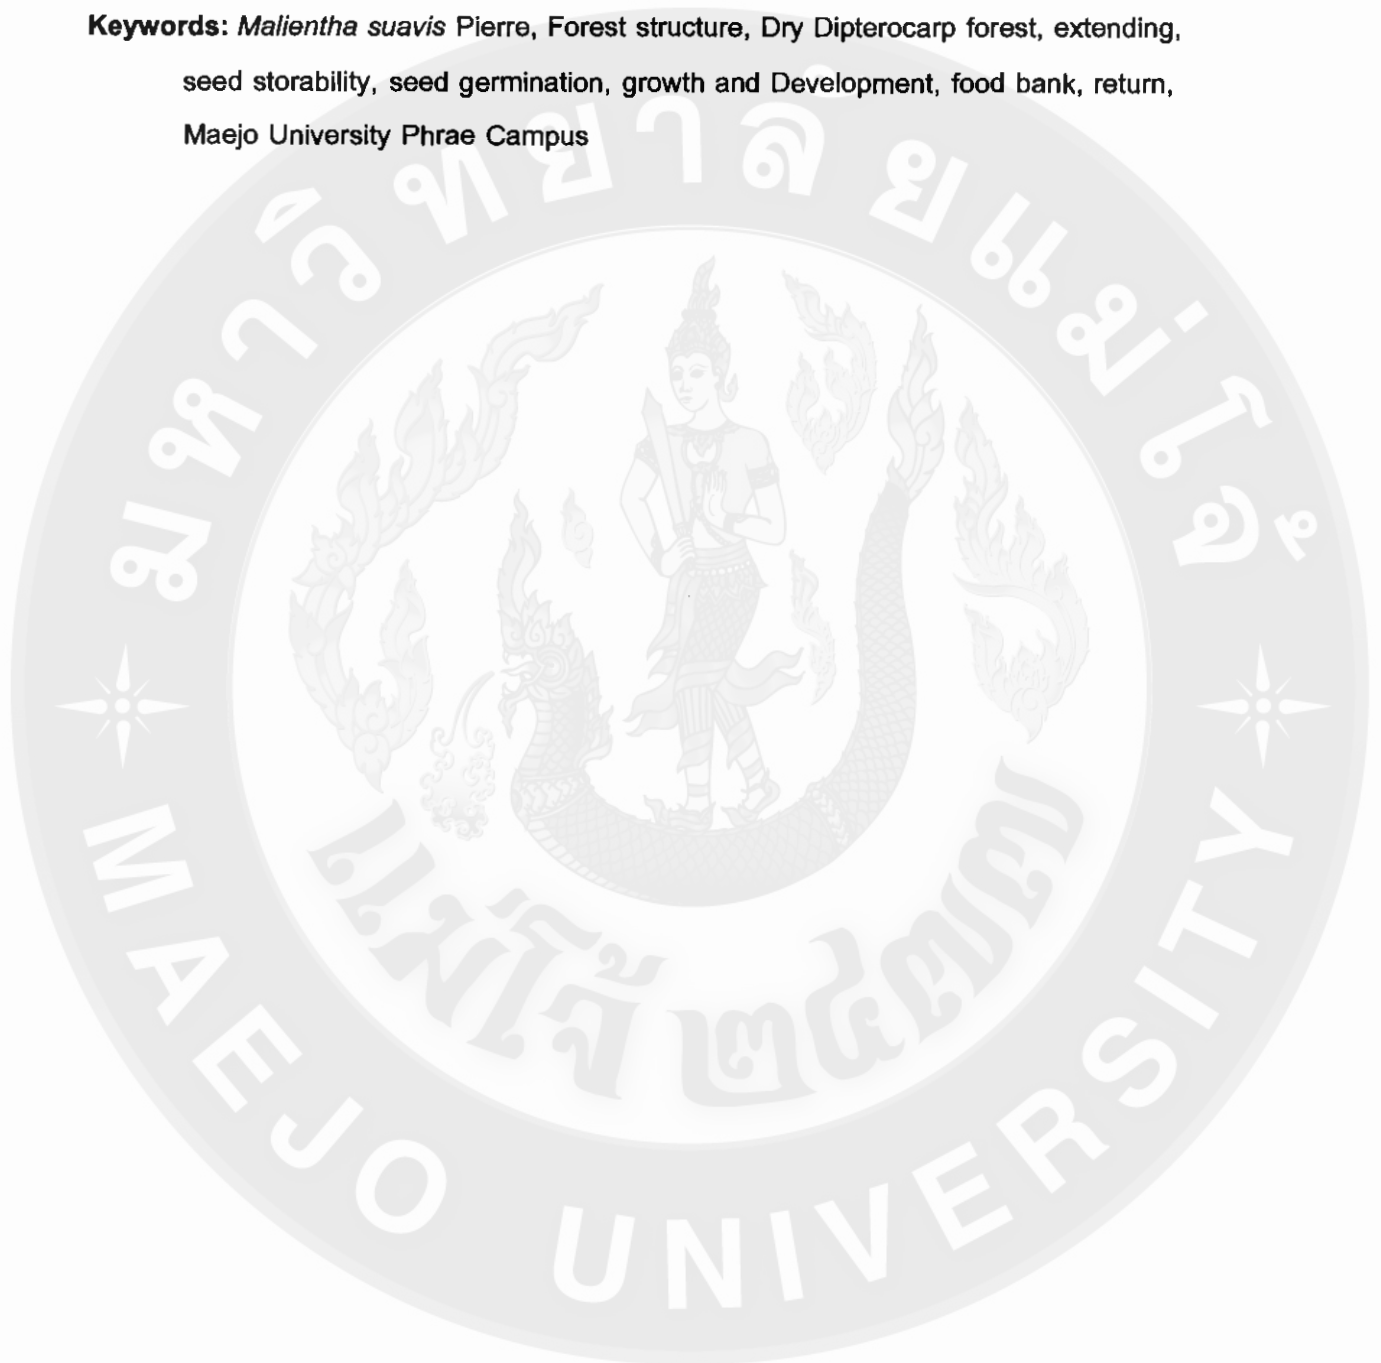 Keywords: Malientha suavis Pierre, Forest structure, Dry Dipterocarp forest, extending,
seed storability, seed germination, growth and Development, food bank, return,
Maejo University Phrae Campus
มหาวิทยาลัยแม่โจ้
แม่โจ้ ๒๔๗๗
MAEJO UNIVERSITY